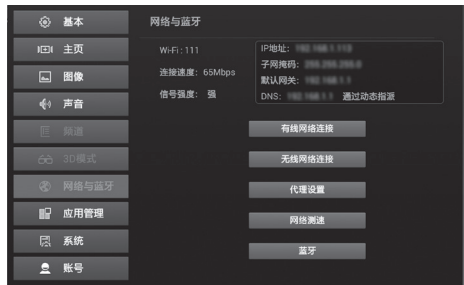 基本
主页
图像
声音
频道
3D模式
网络与蓝牙
应用管理
系统
账号
网络与蓝牙
Wi-Fi : 111
连接速度: 65Mbps
信号强度: 强
IP地址:
子网掩码:
默认网关:
DNS: 通过动态指派
有线网络连接
无线网络连接
代理设置
网络测速
蓝牙